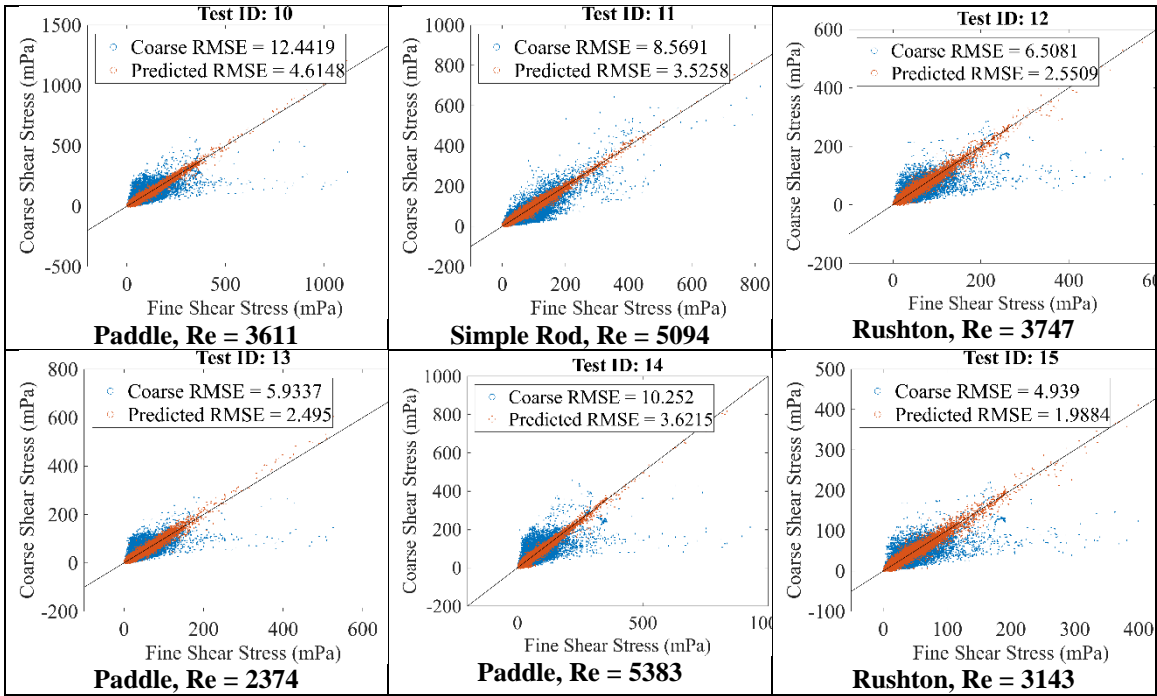 Test ID: 10
Coarse Shear Stress (mPa)
1500
1000
500
0
-500
Coarse RMSE = 12.4419
Predicted RMSE = 4.6148
0
500
1000
Fine Shear Stress (mPa)
Paddle, Re = 3611
Test ID: 11
Coarse Shear Stress (mPa)
1000
800
600
400
200
0
-200
Coarse RMSE = 8.5691
Predicted RMSE = 3.5258
0
200
400
600
800
Fine Shear Stress (mPa)
Simple Rod, Re = 5094
Test ID: 12
Coarse Shear Stress (mPa)
600
400
200
0
-200
Coarse RMSE = 6.5081
Predicted RMSE = 2.5509
0
200
400
Fine Shear Stress (mPa)
Rushton, Re = 3747
Test ID: 13
Coarse Shear Stress (mPa)
800
600
400
200
0
-200
Coarse RMSE = 5.9337
Predicted RMSE = 2.495
0
200
400
600
Fine Shear Stress (mPa)
Paddle, Re = 2374
Test ID: 14
Coarse Shear Stress (mPa)
1000
800
600
400
200
0
-200
Coarse RMSE = 10.252
Predicted RMSE = 3.6215
0
500
Fine Shear Stress (mPa)
Paddle, Re = 5383
Test ID: 15
Coarse Shear Stress (mPa)
500
400
300
200
100
0
-100
Coarse RMSE = 4.939
Predicted RMSE = 1.9884
0
100
200
300
Fine Shear Stress (mPa)
Rushton, Re = 3143